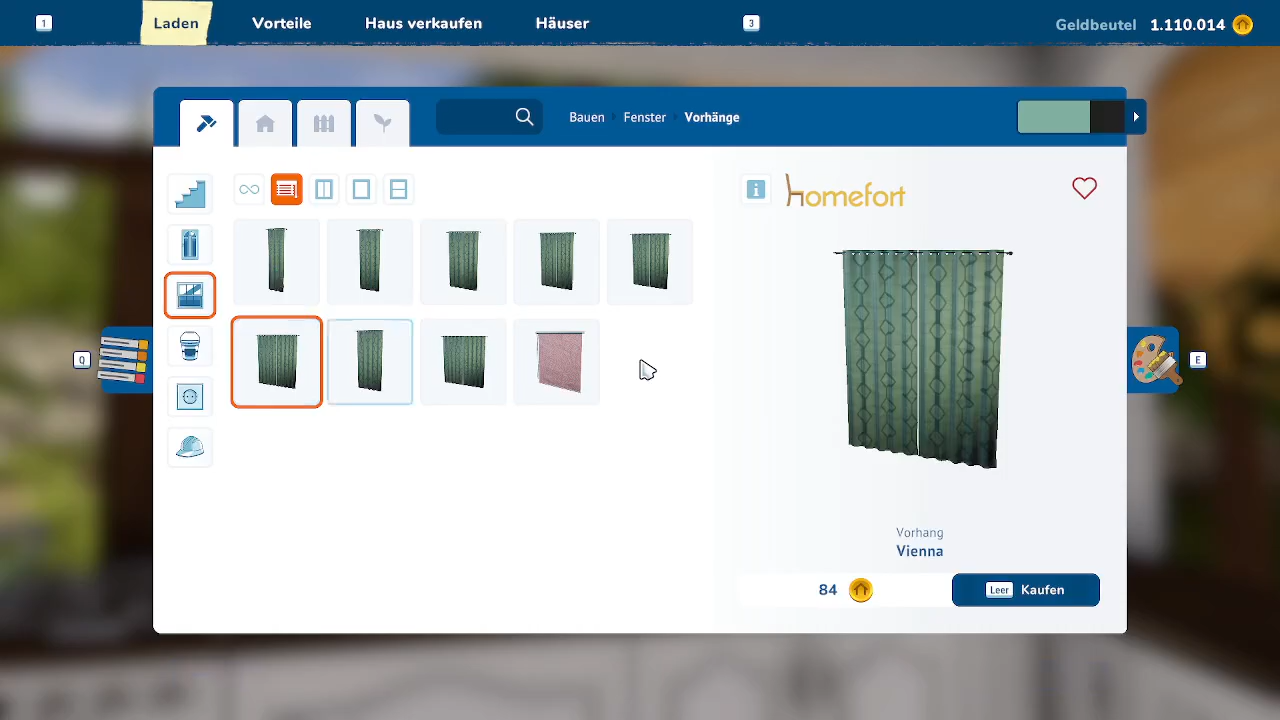 1
Laden
Vorteile
Haus verkaufen
Häuser
3
Geldbeutel 1.110.014
Bauen Fenster Vorhänge
homefort
Q
E
Vorhang
Vienna
84
Leer Kaufen